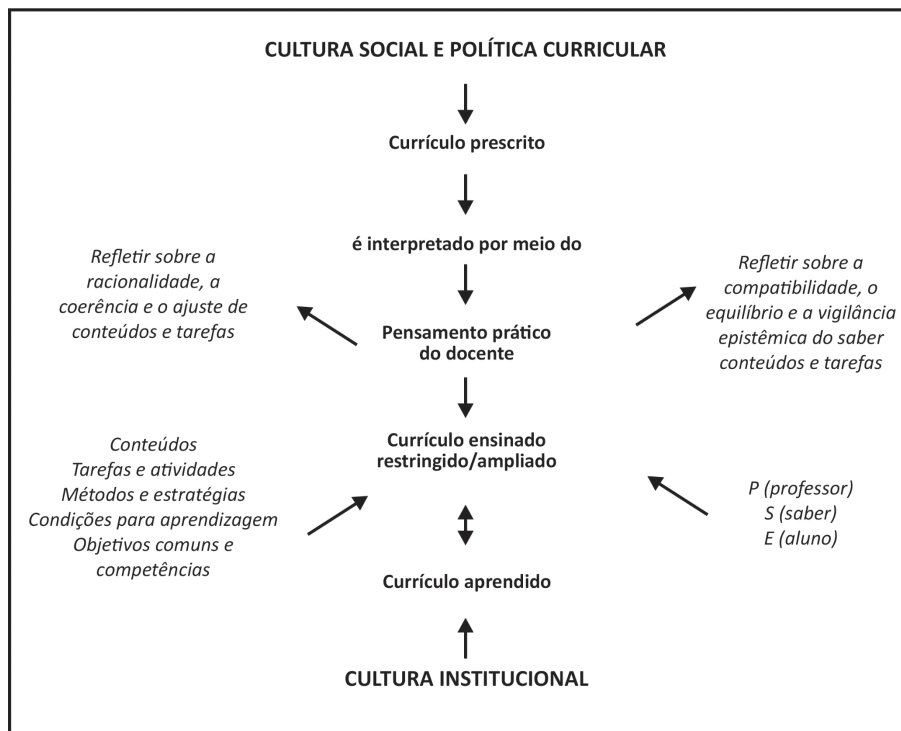 CULTURA SOCIAL E POLÍTICA CURRICULAR
Currículo prescrito
é interpretado por meio do
Refletir sobre a
racionalidade, a
coerência e o ajuste de
conteúdos e tarefas
Refletir sobre a
compatibilidade, o
equilíbrio e a vigilância
epistêmica do saber
conteúdos e tarefas
Pensamento prático
do docente
Currículo ensinado
restringido/ampliado
Conteúdos
Tarefas e atividades
Métodos e estratégias
Condições para aprendizagem
Objetivos comuns e
competências
P (professor)
S (saber)
E (aluno)
Currículo aprendido
CULTURA INSTITUCIONAL